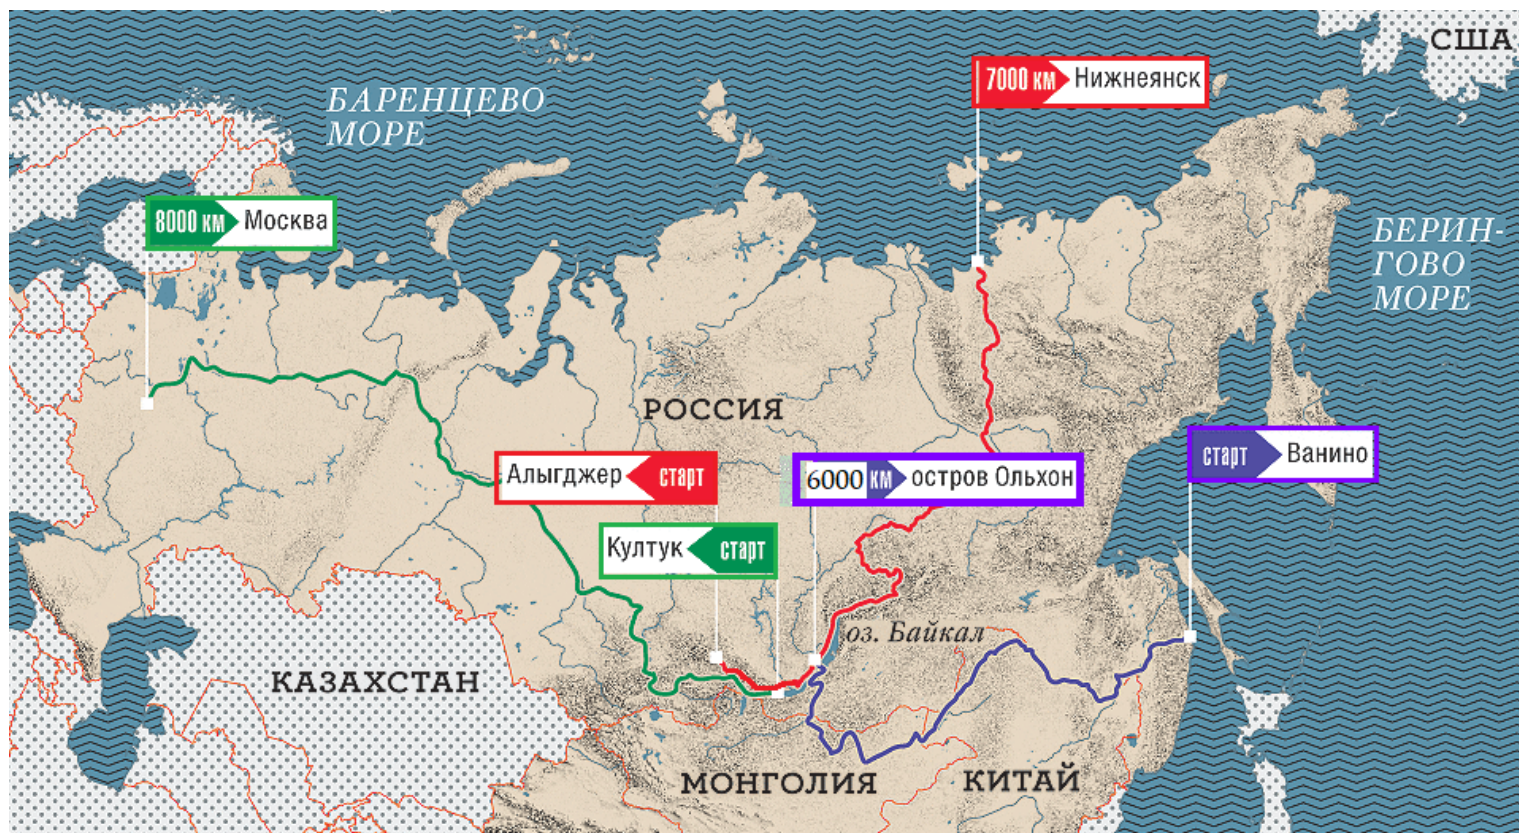 США
БАРЕНЦЕВО
МОРЕ
7000 км Нижнеянск
8000 км Москва
БЕРИН-
ГОВО
МОРЕ
РОССИЯ
старт Ванино
Алыгджер старт
6000 км остров Ольхон
Култук старт
оз. Байкал
КАЗАХСТАН
МОНГОЛИЯ
КИТАЙ